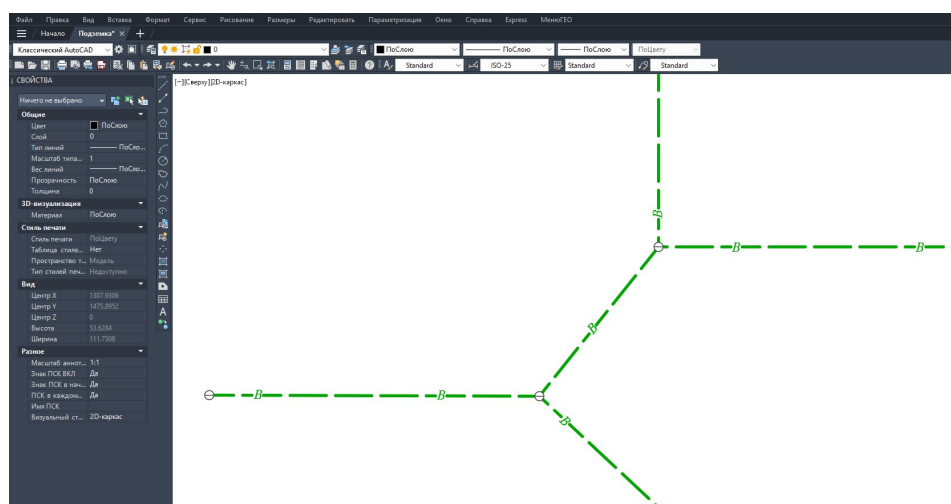 Файл Правка Вид Вставка Формат Сервис Рисование Размеры Редактировать Параметризация Окно Справка Express МенюГЕО
Начало Подземка* × +
Классический AutoCAD 0 ПоСлою ПоСлою ПоСлою ПоЦвету
Standard ISO-25 Standard Standard
СВОЙСТВА
[−][Сверху][2D-каркас]
Ничего не выбрано
Общие
Цвет ПоСлою
Слой 0
Тип линий ПоСло...
Масштаб типа... 1
Вес линий ПоСло...
Прозрачность ПоСлою
Толщина 0
3D-визуализация
Материал ПоСлою
Стиль печати
Стиль печати ПоЦвету
Таблица стиле... Нет
Пространство т... Модель
Тип стилей печ... Недоступно
Вид
Центр X 1307.9306
Центр Y 1475.8952
Центр Z 0
Высота 53.6284
Ширина 111.7308
Разное
Масштаб аннот... 1:1
Знак ПСК ВКЛ Да
Знак ПСК в нач... Да
ПСК в каждом... Да
Имя ПСК
Визуальный ст... 2D-каркас
В
В
В
В
В
В
В